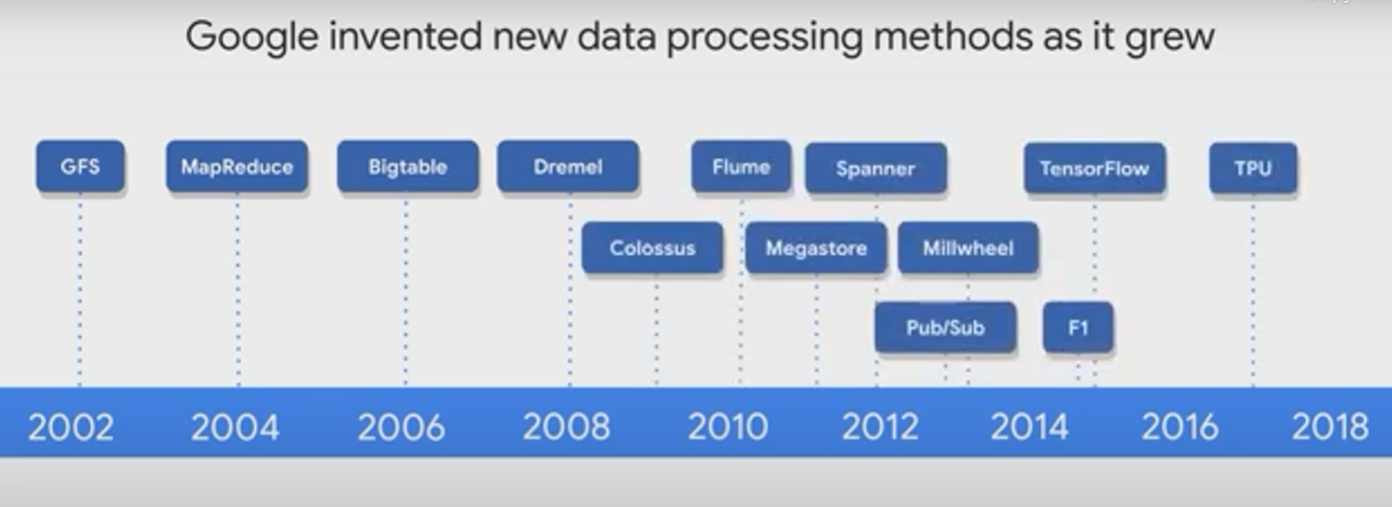 Google invented new data processing methods as it grew
GFS MapReduce Bigtable Dremel Flume Spanner TensorFlow TPU
Colossus Megastore Millwheel
Pub/Sub F1
2002 2004 2006 2008 2010 2012 2014 2016 2018